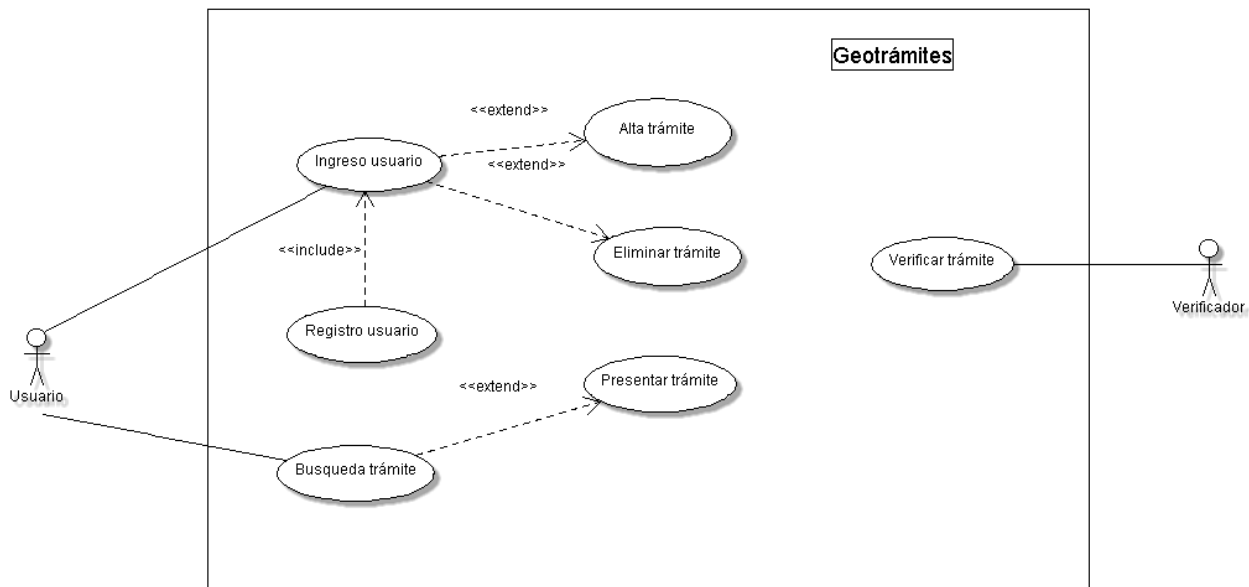 Geotrámites
<<extend>>
Alta trámite
Ingreso usuario
<<extend>>
<<include>>
Eliminar trámite
Verificar trámite
Verificador
Registro usuario
Usuario
<<extend>>
Presentar trámite
Busqueda trámite